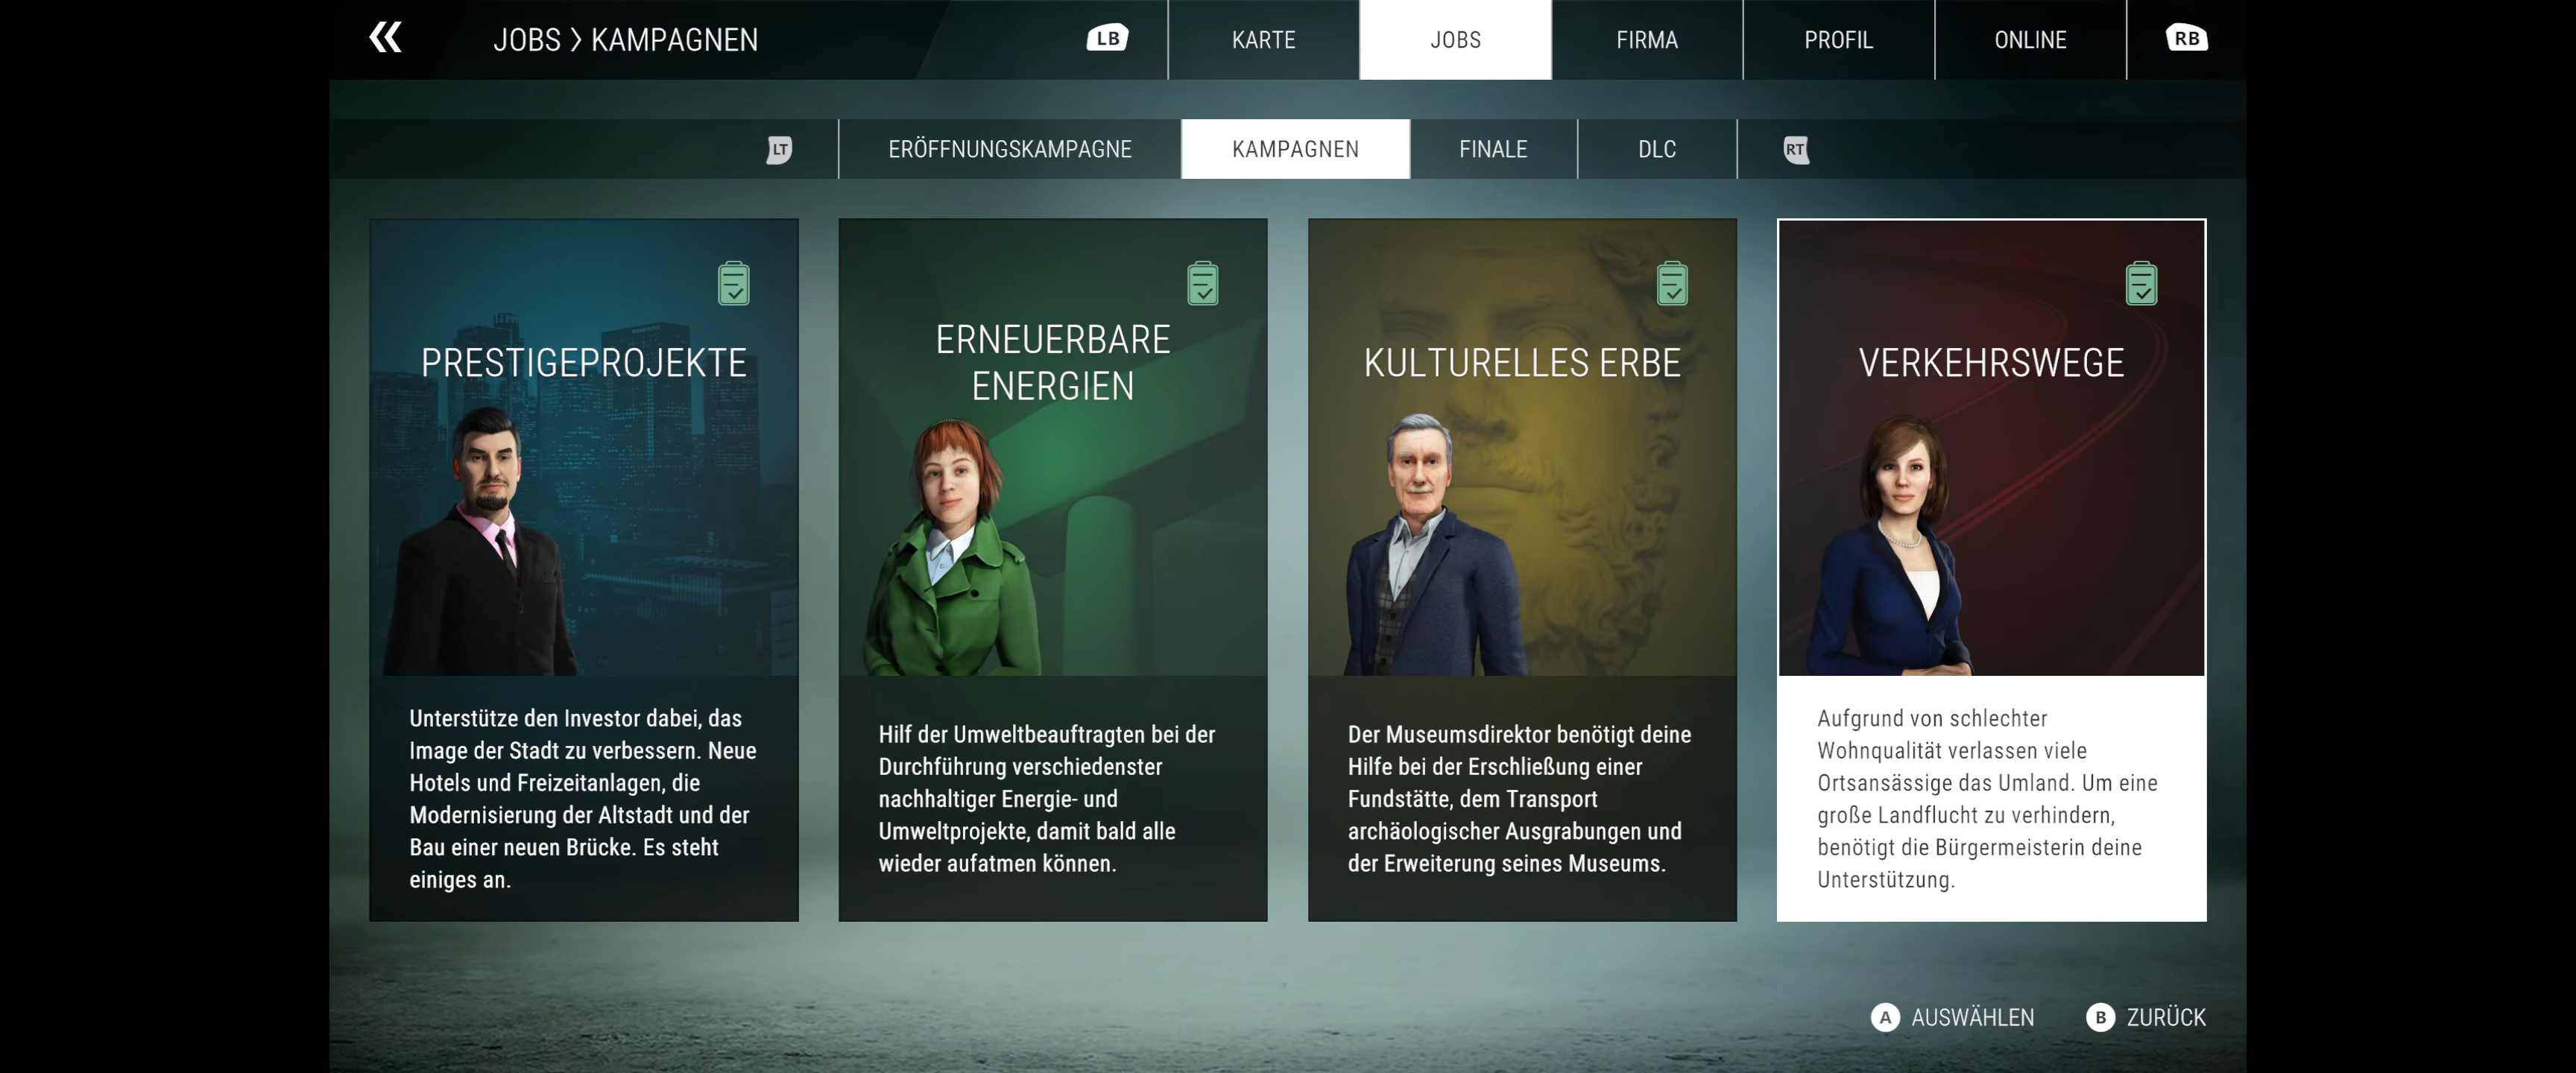 JOBS > KAMPAGNEN
LB
KARTE
JOBS
FIRMA
PROFIL
ONLINE
RB
LT
ERÖFFNUNGSKAMPAGNE
KAMPAGNEN
FINALE
DLC
RT
PRESTIGEPROJEKTE
Unterstütze den Investor dabei, das
Image der Stadt zu verbessern. Neue
Hotels und Freizeitanlagen, die
Modernisierung der Altstadt und der
Bau einer neuen Brücke. Es steht
einiges an.
ERNEUERBARE
ENERGIEN
Hilf der Umweltbeauftragten bei der
Durchführung verschiedenster
nachhaltiger Energie- und
Umweltprojekte, damit bald alle
wieder aufatmen können.
KULTURELLES ERBE
Der Museumsdirektor benötigt deine
Hilfe bei der Erschließung einer
Fundstätte, dem Transport
archäologischer Ausgrabungen und
der Erweiterung seines Museums.
VERKEHRSWEGE
Aufgrund von schlechter
Wohnqualität verlassen viele
Ortsansässige das Umland. Um eine
große Landflucht zu verhindern,
benötigt die Bürgermeisterin deine
Unterstützung.
A AUSWÄHLEN
B ZURÜCK